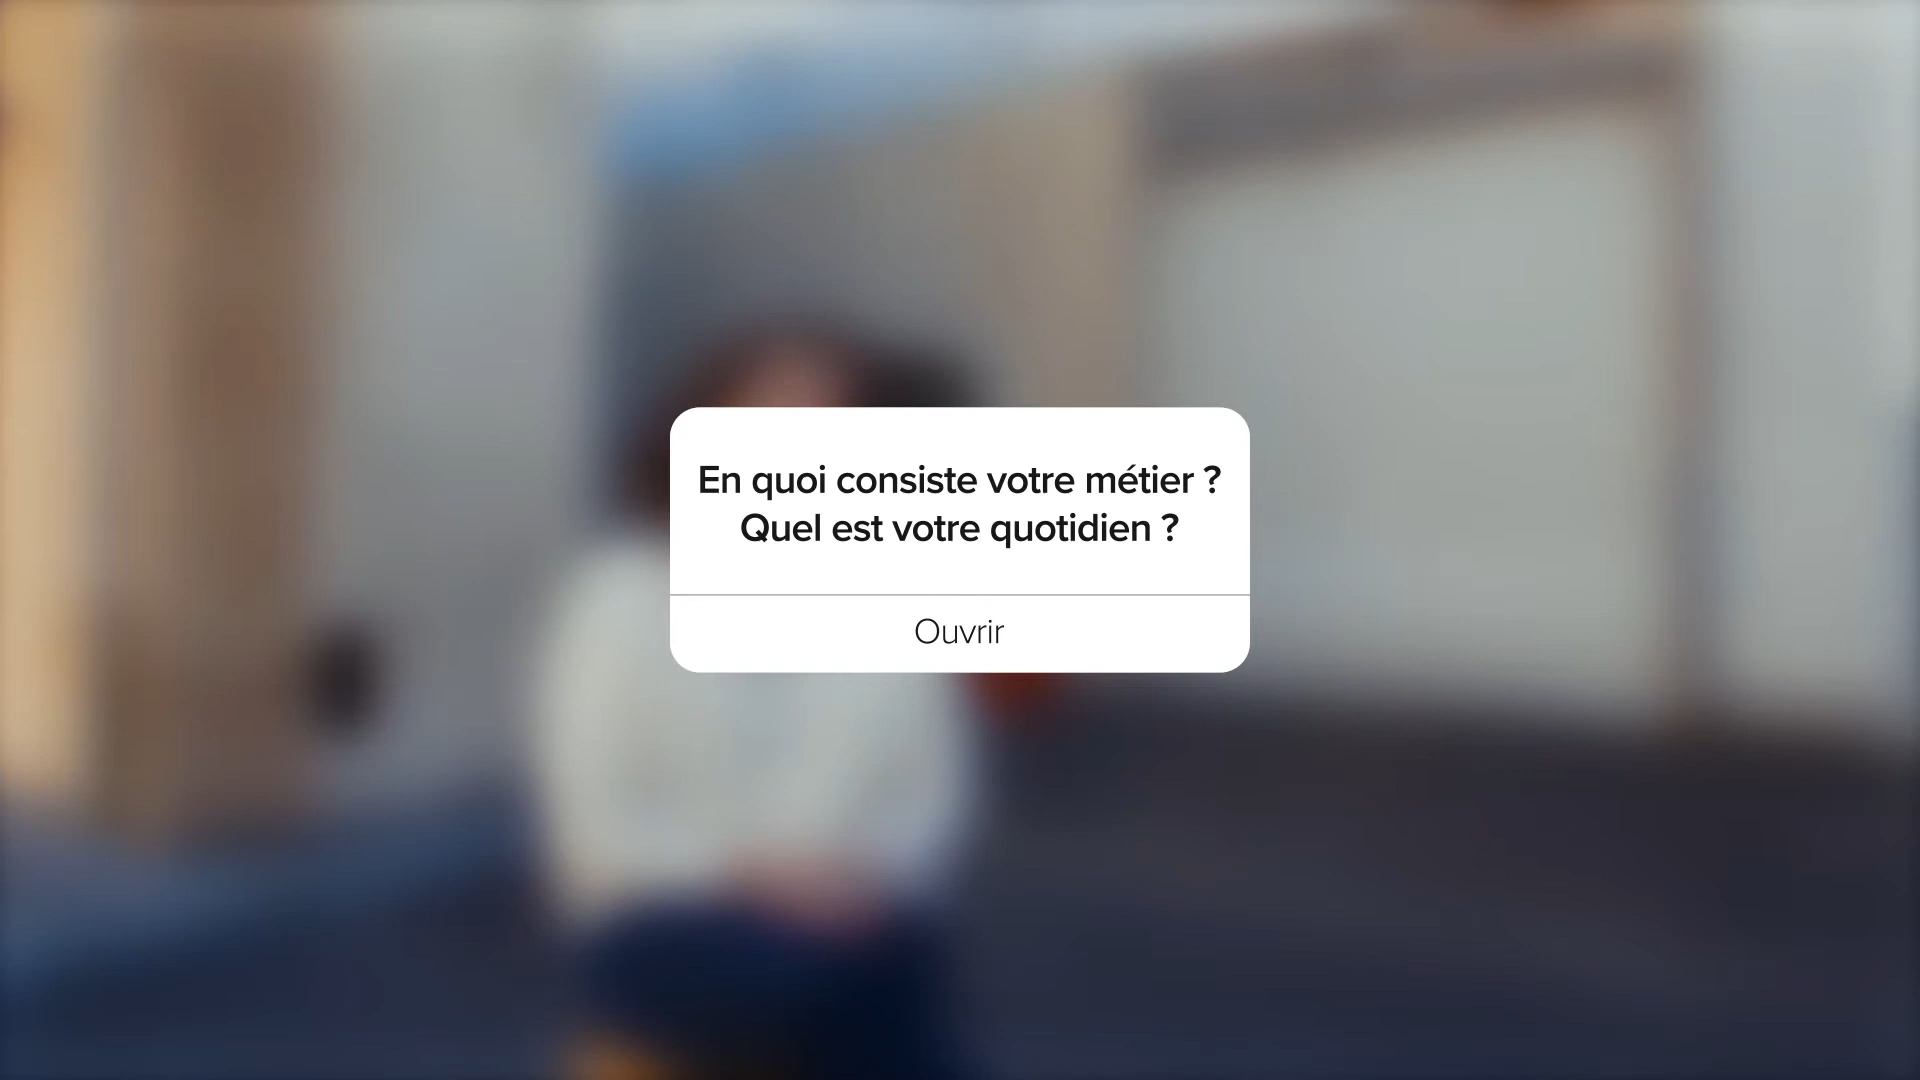 En quoi consiste votre métier ?
Quel est votre quotidien ?
Ouvrir